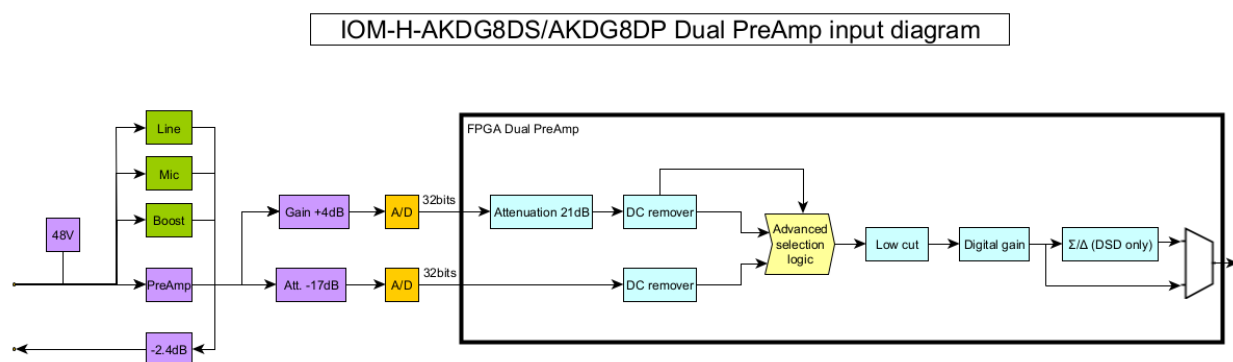 IOM-H-AKDG8DS/AKDG8DP Dual PreAmp input diagram
FPGA Dual PreAmp
Line
Mic
Boost
48V
PreAmp
-2.4dB
Gain +4dB
A/D
32bits
Att. -17dB
A/D
32bits
Attenuation 21dB
DC remover
DC remover
Advanced
selection
logic
Low cut
Digital gain
Σ/Δ (DSD only)